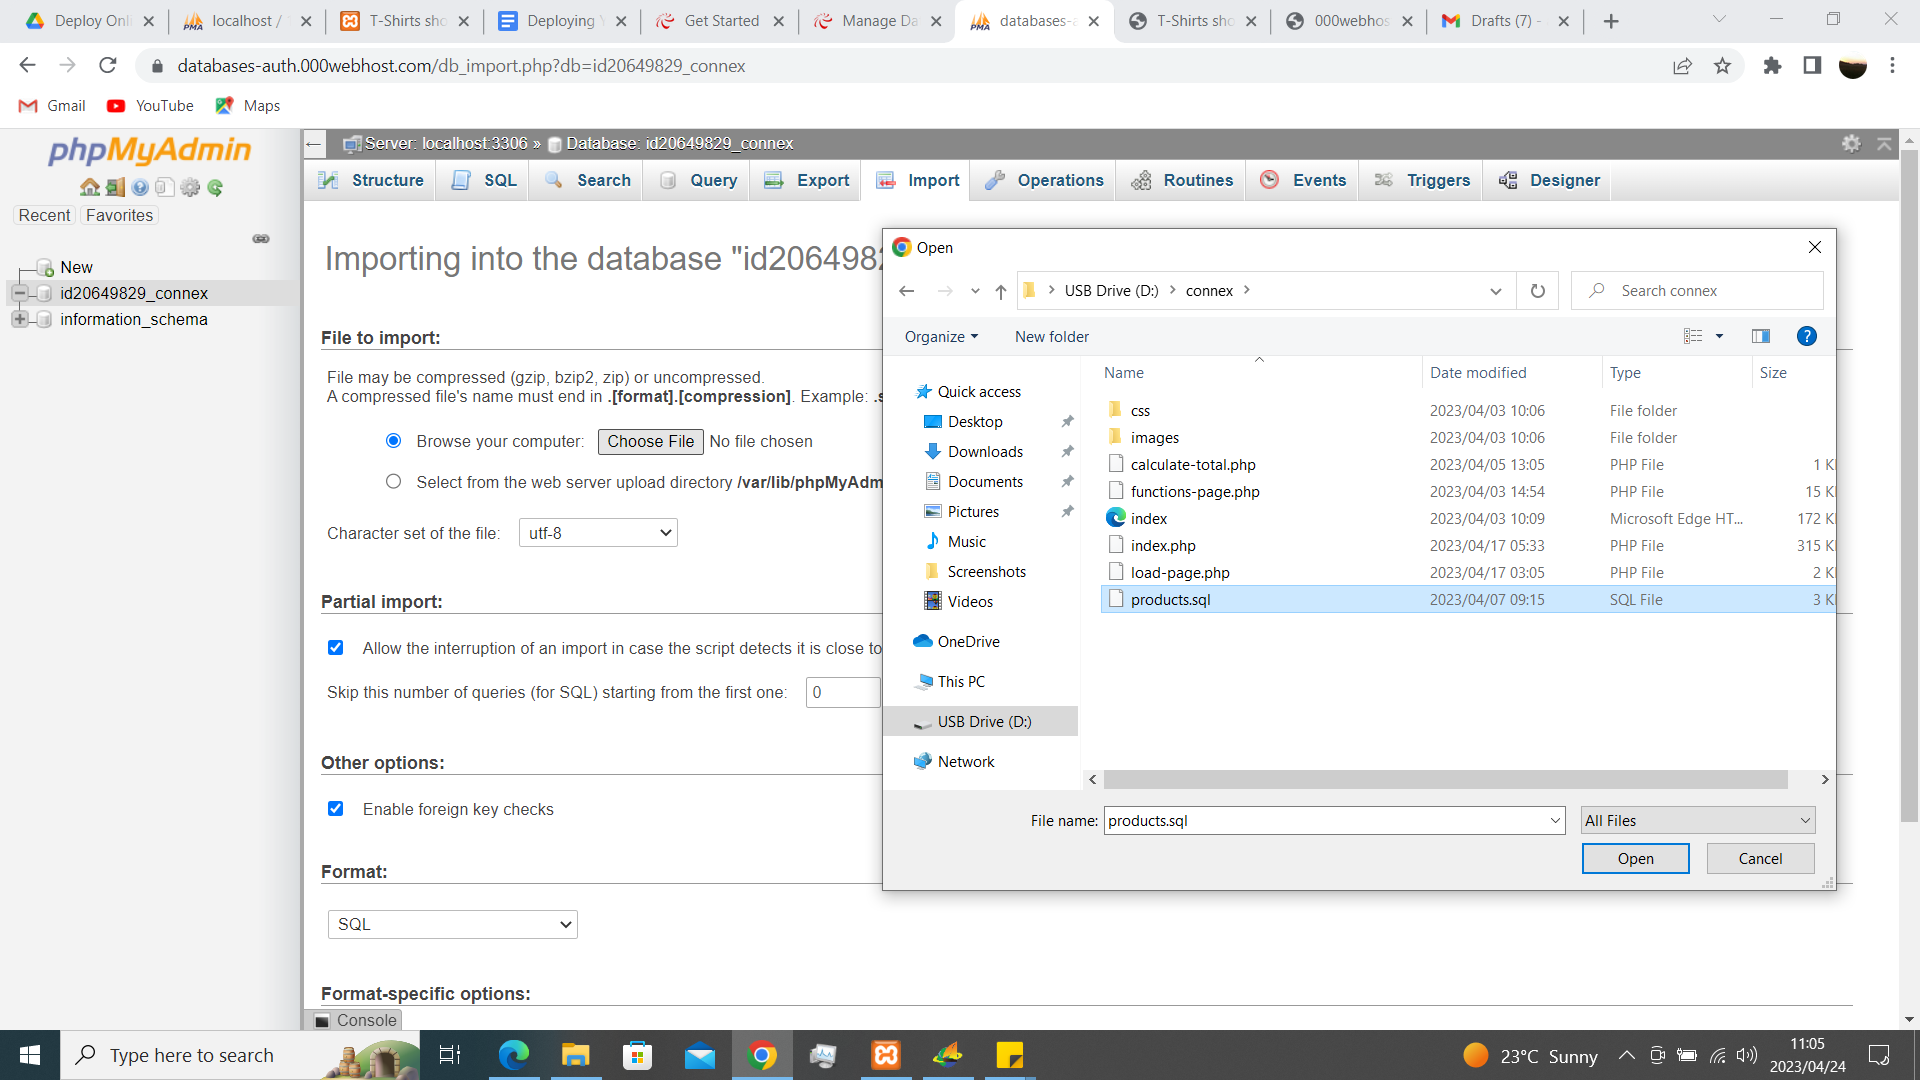 Deploy Onli
localhost /
T-Shirts sho
Deploying Y
Get Started
Manage Da
databases-a
T-Shirts sho
000webhos
Drafts (7) -
databases-auth.000webhost.com/db_import.php?db=id20649829_connex
Gmail
YouTube
Maps
phpMyAdmin
Recent
Favorites
New
id20649829_connex
information_schema
Server: localhost:3306 » Database: id20649829_connex
Structure
SQL
Search
Query
Export
Import
Operations
Routines
Events
Triggers
Designer
Importing into the database "id2064982
File to import:
File may be compressed (gzip, bzip2, zip) or uncompressed.
A compressed file's name must end in .[format].[compression]. Example: .s
Browse your computer: Choose File No file chosen
Select from the web server upload directory /var/lib/phpMyAdm
Character set of the file: utf-8
Partial import:
Allow the interruption of an import in case the script detects it is close to
Skip this number of queries (for SQL) starting from the first one: 0
Other options:
Enable foreign key checks
Format:
SQL
Format-specific options:
Console
Open
USB Drive (D:) > connex >
Search connex
Organize
New folder
Quick access
Desktop
Downloads
Documents
Pictures
Music
Screenshots
Videos
OneDrive
This PC
USB Drive (D:)
Network
Name Date modified Type Size
css 2023/04/03 10:06 File folder
images 2023/04/03 10:06 File folder
calculate-total.php 2023/04/05 13:05 PHP File 1 K
functions-page.php 2023/04/03 14:54 PHP File 15 K
index 2023/04/03 10:09 Microsoft Edge HT... 172 K
index.php 2023/04/17 05:33 PHP File 315 K
load-page.php 2023/04/17 03:05 PHP File 2 K
products.sql 2023/04/07 09:15 SQL File 3 K
File name: products.sql
All Files
Open
Cancel
Type here to search
23°C Sunny
11:05
2023/04/24